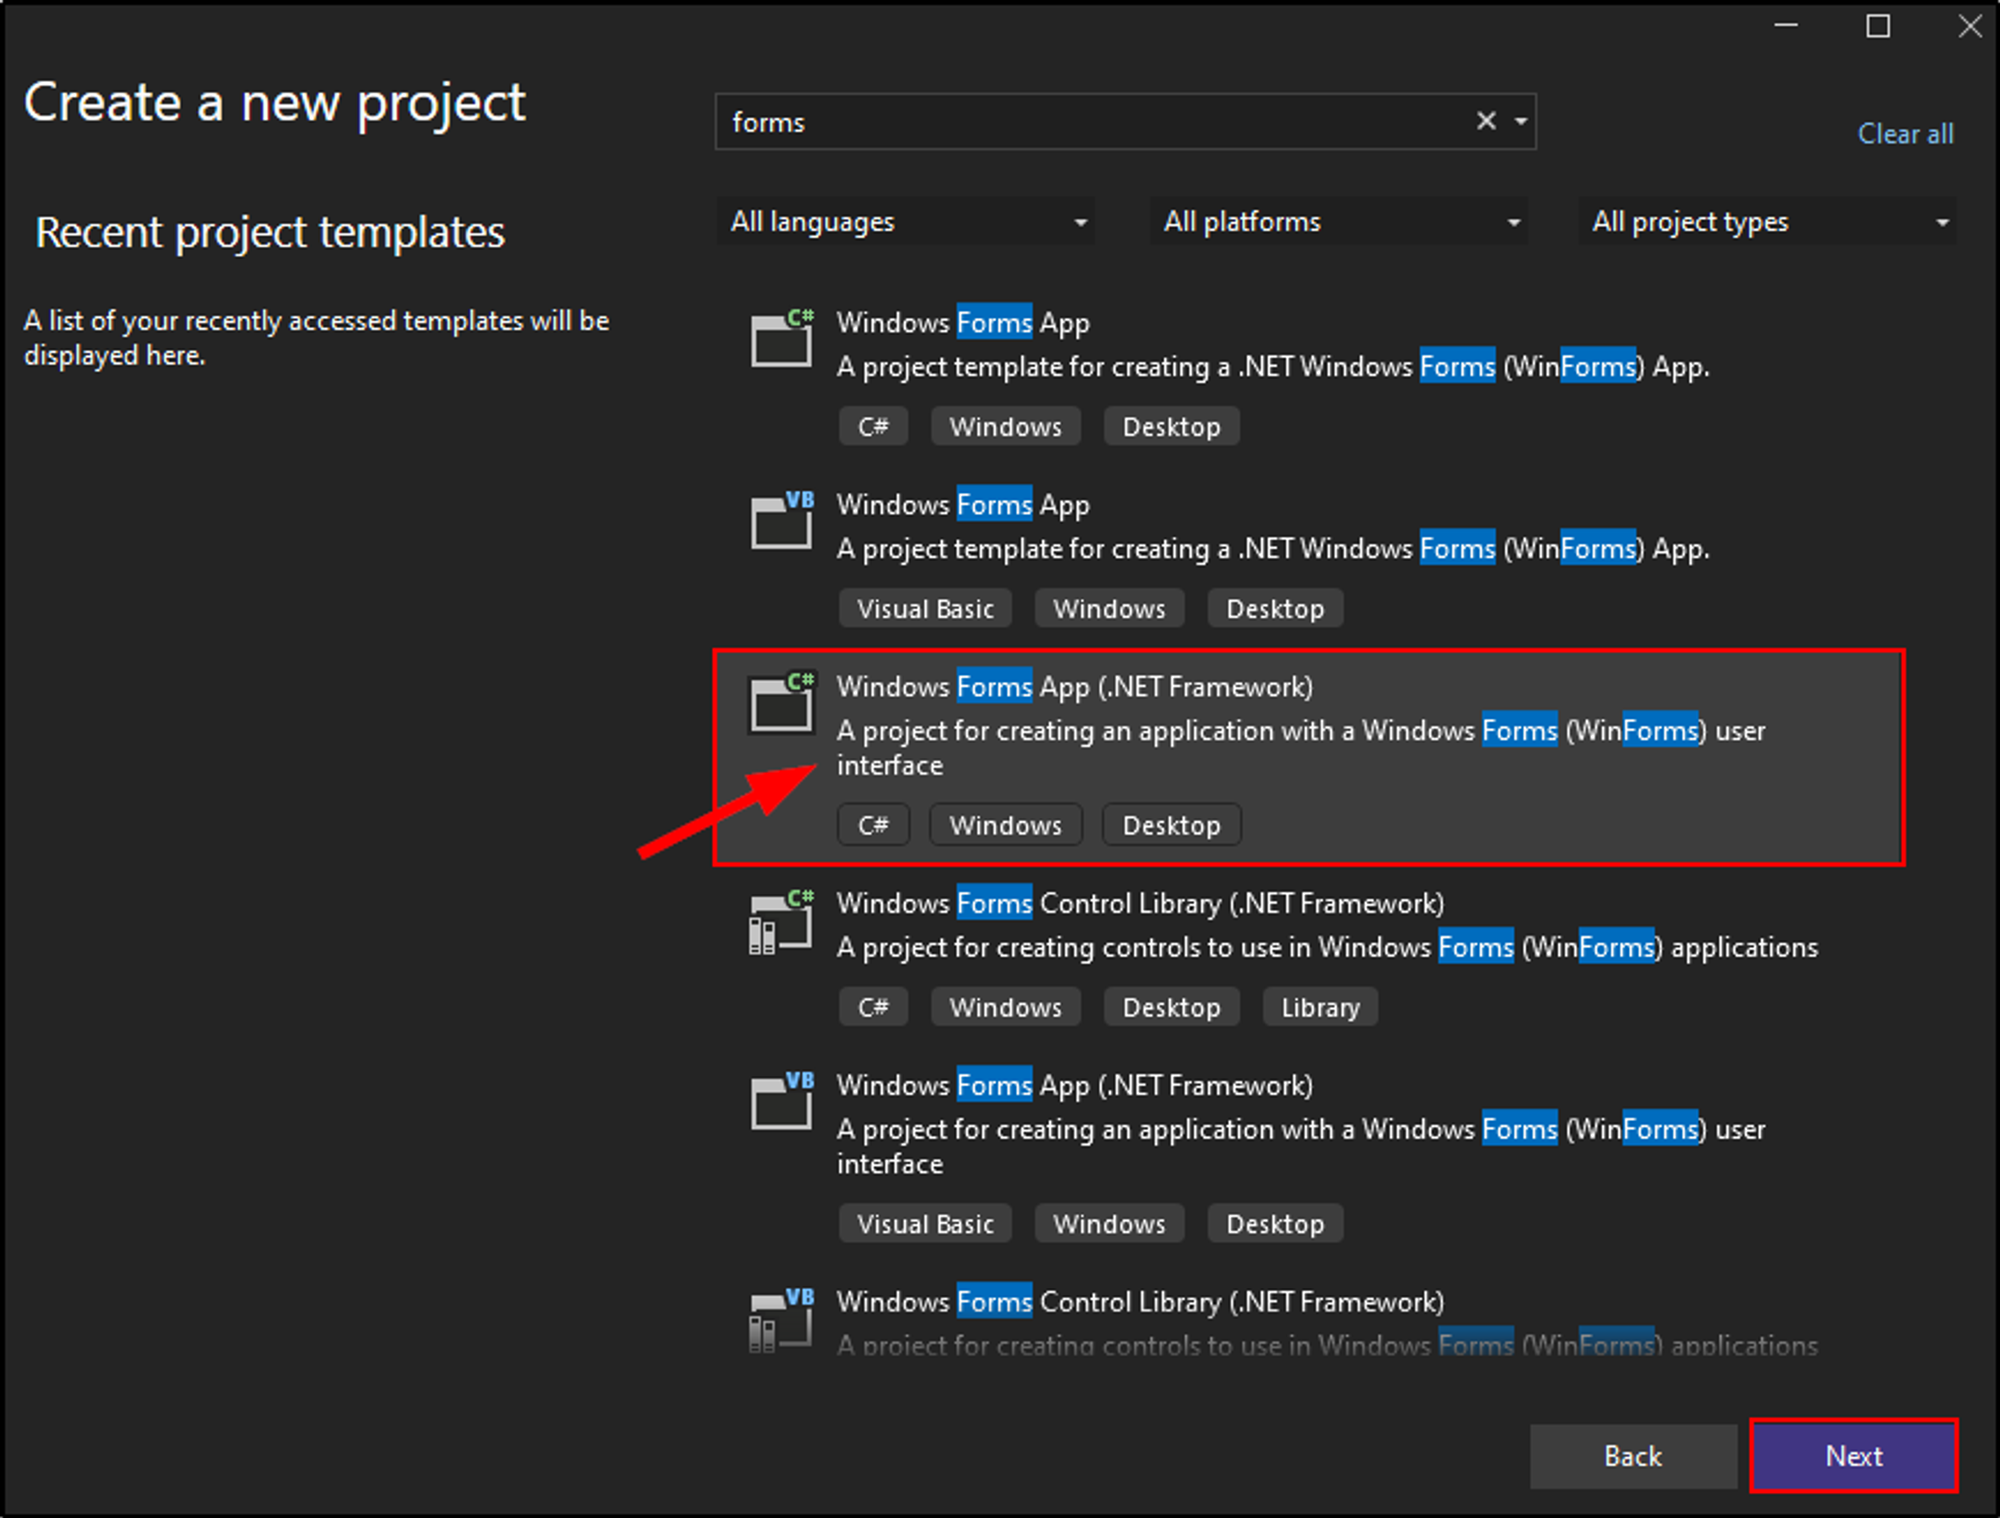 Create a new project
forms
Clear all
Recent project templates
All languages
All platforms
All project types
A list of your recently accessed templates will be
displayed here.
C#
Windows Forms App
A project template for creating a .NET Windows Forms (WinForms) App.
C#
Windows
Desktop
VB
Windows Forms App
A project template for creating a .NET Windows Forms (WinForms) App.
Visual Basic
Windows
Desktop
C#
Windows Forms App (.NET Framework)
A project for creating an application with a Windows Forms (WinForms) user
interface
C#
Windows
Desktop
C#
Windows Forms Control Library (.NET Framework)
A project for creating controls to use in Windows Forms (WinForms) applications
C#
Windows
Desktop
Library
VB
Windows Forms App (.NET Framework)
A project for creating an application with a Windows Forms (WinForms) user
interface
Visual Basic
Windows
Desktop
VB
Windows Forms Control Library (.NET Framework)
A project for creating controls to use in Windows Forms (WinForms) applications
Back
Next